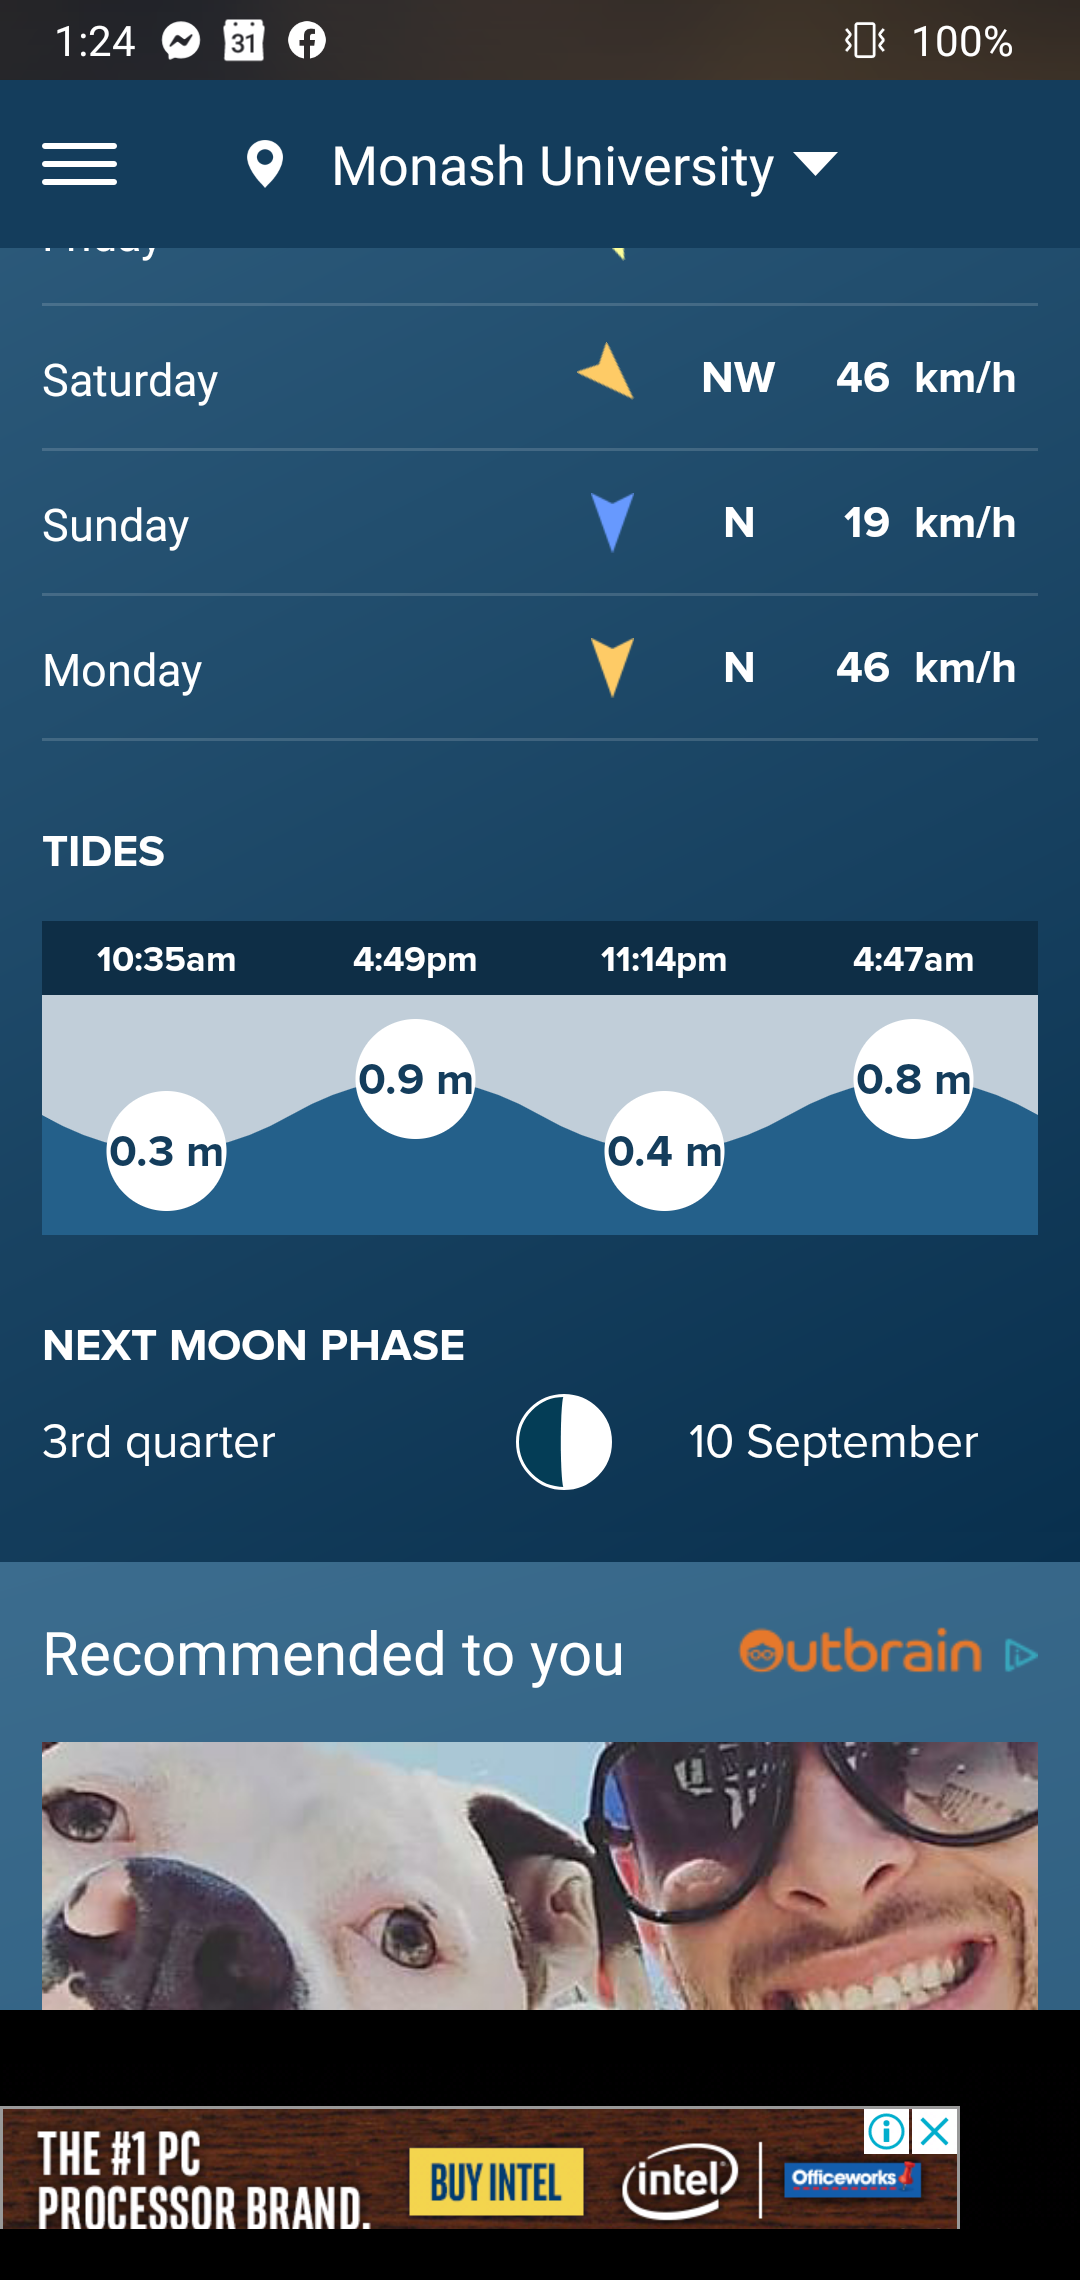 1:24 31 100%
Monash University
Friday
Saturday NW 46 km/h
Sunday N 19 km/h
Monday N 46 km/h
TIDES
10:35am 4:49pm 11:14pm 4:47am
0.3 m 0.9 m 0.4 m 0.8 m
NEXT MOON PHASE
3rd quarter 10 September
Recommended to you Outbrain
THE #1 PC
PROCESSOR BRAND.
BUY INTEL
intel
Officeworks